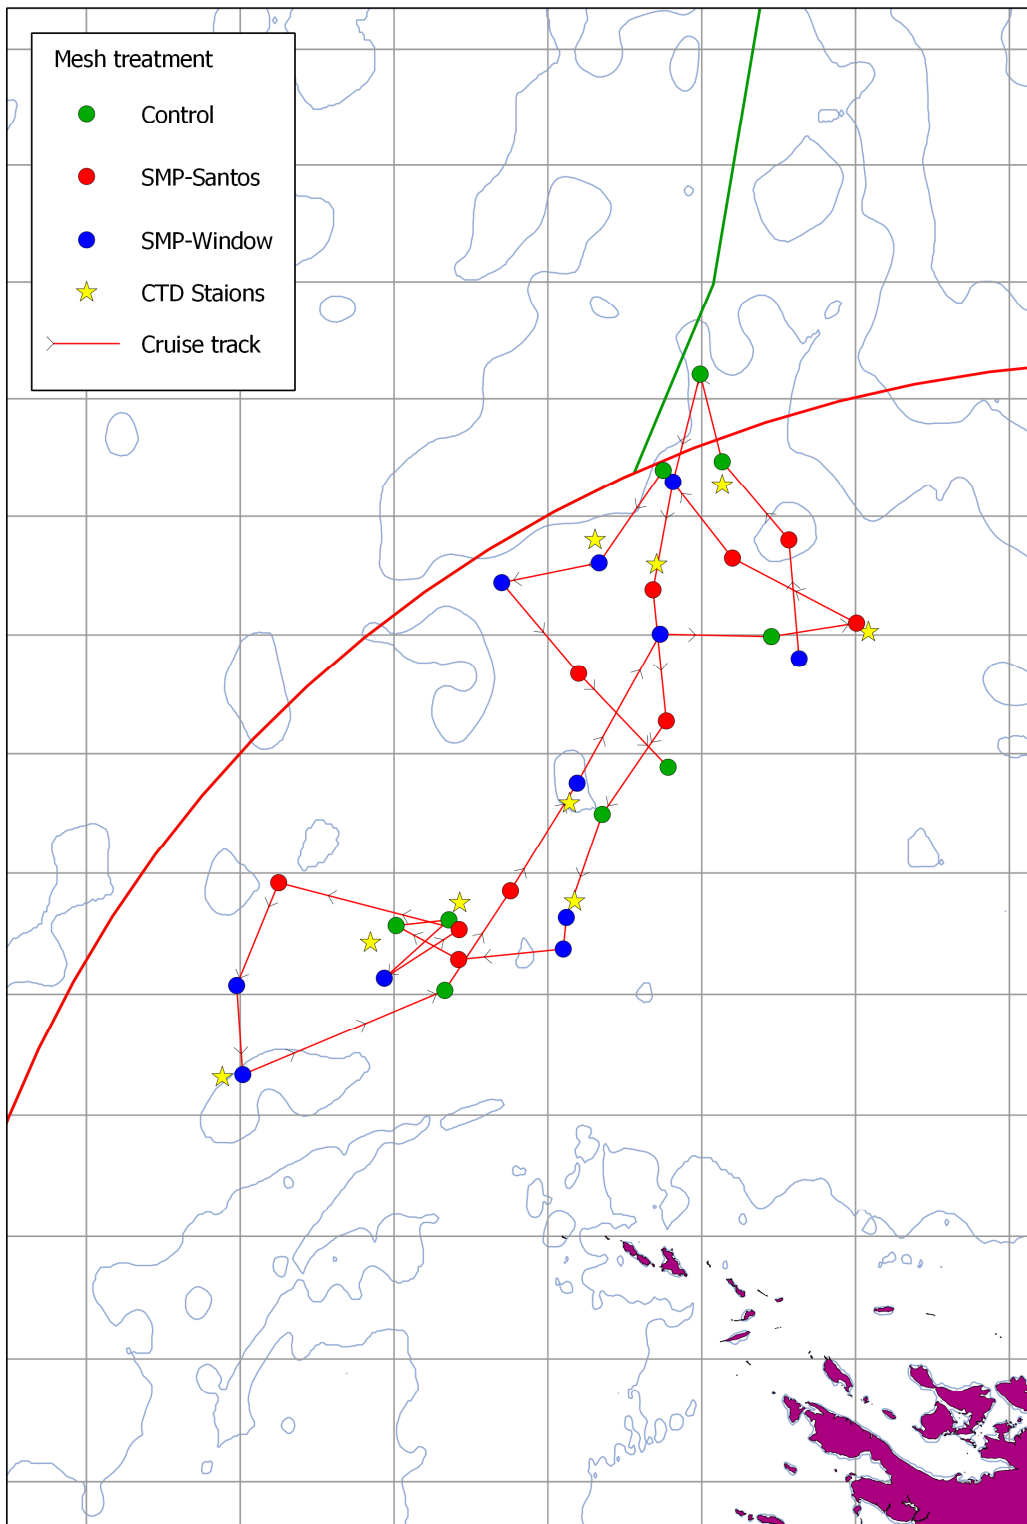 Mesh treatment
Control
SMP-Santos
SMP-Window
CTD Staions
Cruise track